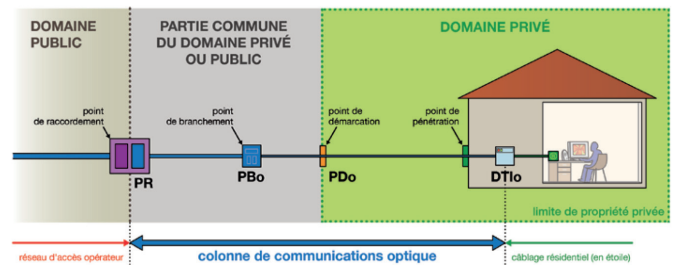 DOMAINE
PUBLIC
PARTIE COMMUNE
DU DOMAINE PRIVÉ
OU PUBLIC
DOMAINE PRIVÉ
point
de raccordement
point
de branchement
point de
démarcation
point de
pénétration
PR
PBo
PDo
DTIo
limite de propriété privée
réseau d'accès opérateur
colonne de communications optique
câblage résidentiel (en étoile)